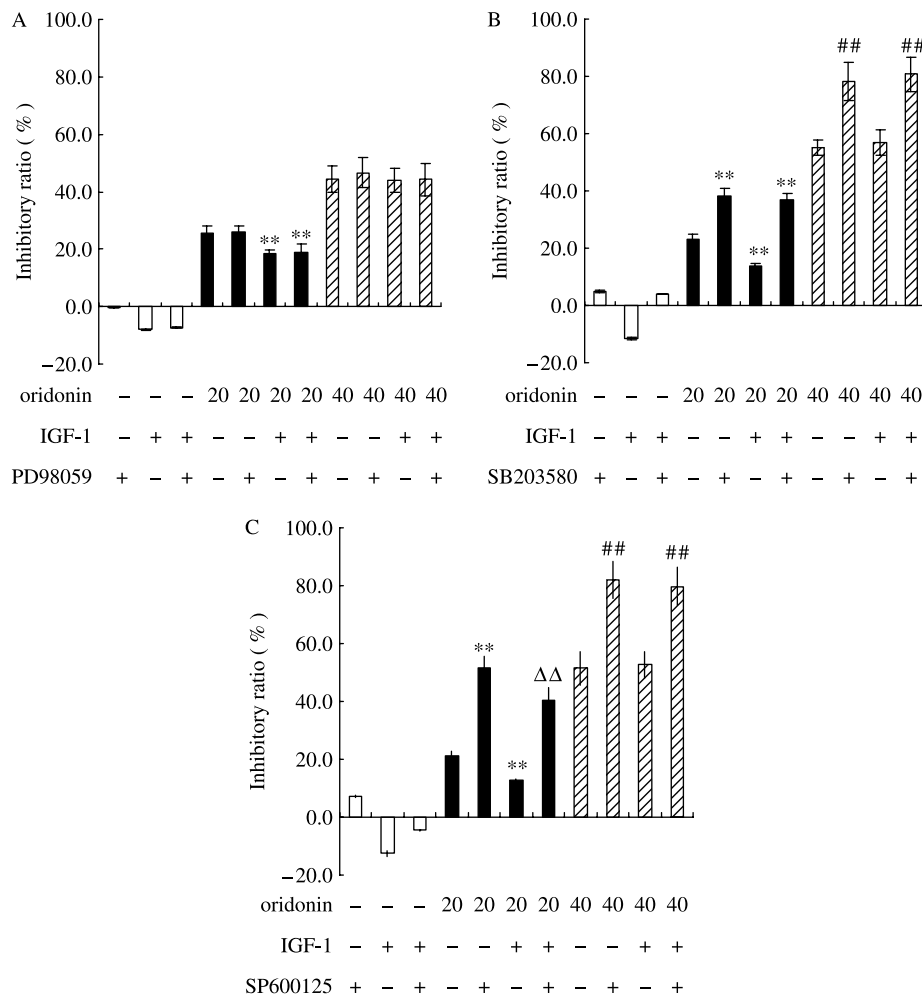 A
B
100.0
80.0
60.0
40.0
20.0
0.0
−20.0
Inhibitory ratio ( % )
** **
oridonin − − − 20 20 20 20 40 40 40 40
IGF-1 − + + − − + + − − + +
PD98059 + − + − + − + − + − +
100.0
80.0
60.0
40.0
20.0
0.0
−20.0
Inhibitory ratio ( % )
** ** ** ## ##
oridonin − − − 20 20 20 20 40 40 40 40
IGF-1 − + + − − + + − − + +
SB203580 + − + − + − + − + − +
C
100.0
80.0
60.0
40.0
20.0
0.0
−20.0
Inhibitory ratio ( % )
** ** ΔΔ ## ##
oridonin − − − 20 20 20 20 40 40 40 40
IGF-1 − + + − − + + − − + +
SP600125 + − + − + − + − + − +